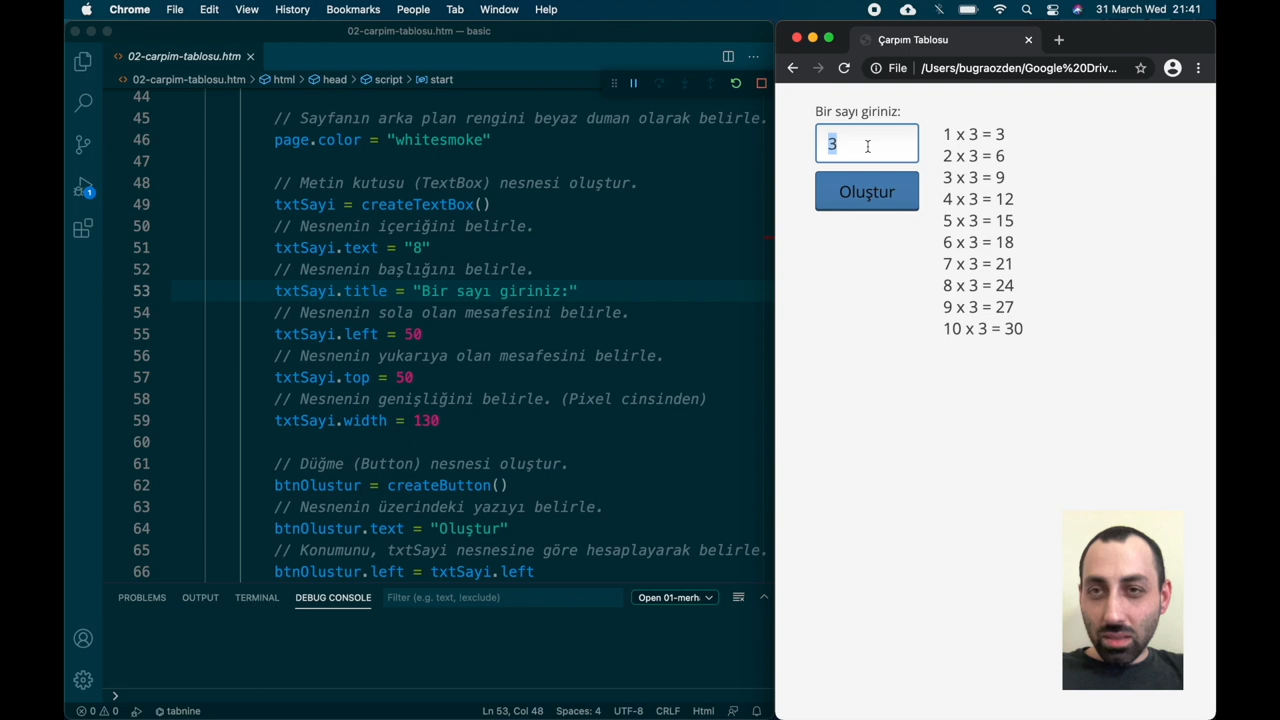 Chrome File Edit View History Bookmarks People Tab Window Help
31 March Wed 21:41
02-carpim-tablosu.htm — basic
02-carpim-tablosu.htm
02-carpim-tablosu.htm > html > head > script > start
44
45 // Sayfanın arka plan rengini beyaz duman olarak belirle.
46 page.color = "whitesmoke"
47
48 // Metin kutusu (TextBox) nesnesi oluştur.
49 txtSayi = createTextBox()
50 // Nesnenin içeriğini belirle.
51 txtSayi.text = "8"
52 // Nesnenin başlığını belirle.
53 txtSayi.title = "Bir sayı giriniz:"
54 // Nesnenin sola olan mesafesini belirle.
55 txtSayi.left = 50
56 // Nesnenin yukarıya olan mesafesini belirle.
57 txtSayi.top = 50
58 // Nesnenin genişliğini belirle. (Pixel cinsinden)
59 txtSayi.width = 130
60
61 // Düğme (Button) nesnesi oluştur.
62 btnOlustur = createButton()
63 // Nesnenin üzerindeki yazıyı belirle.
64 btnOlustur.text = "Oluştur"
65 // Konumunu, txtSayi nesnesine göre hesaplayarak belirle.
66 btnOlustur.left = txtSayi.left
1
PROBLEMS OUTPUT TERMINAL DEBUG CONSOLE Filter (e.g. text, !exclude) Open 01-merh
0 0 tabnine Ln 53, Col 48 Spaces: 4 UTF-8 CRLF Html
Çarpım Tablosu
File /Users/bugraozden/Google%20Driv...
Bir sayı giriniz:
3
Oluştur
1 x 3 = 3
2 x 3 = 6
3 x 3 = 9
4 x 3 = 12
5 x 3 = 15
6 x 3 = 18
7 x 3 = 21
8 x 3 = 24
9 x 3 = 27
10 x 3 = 30